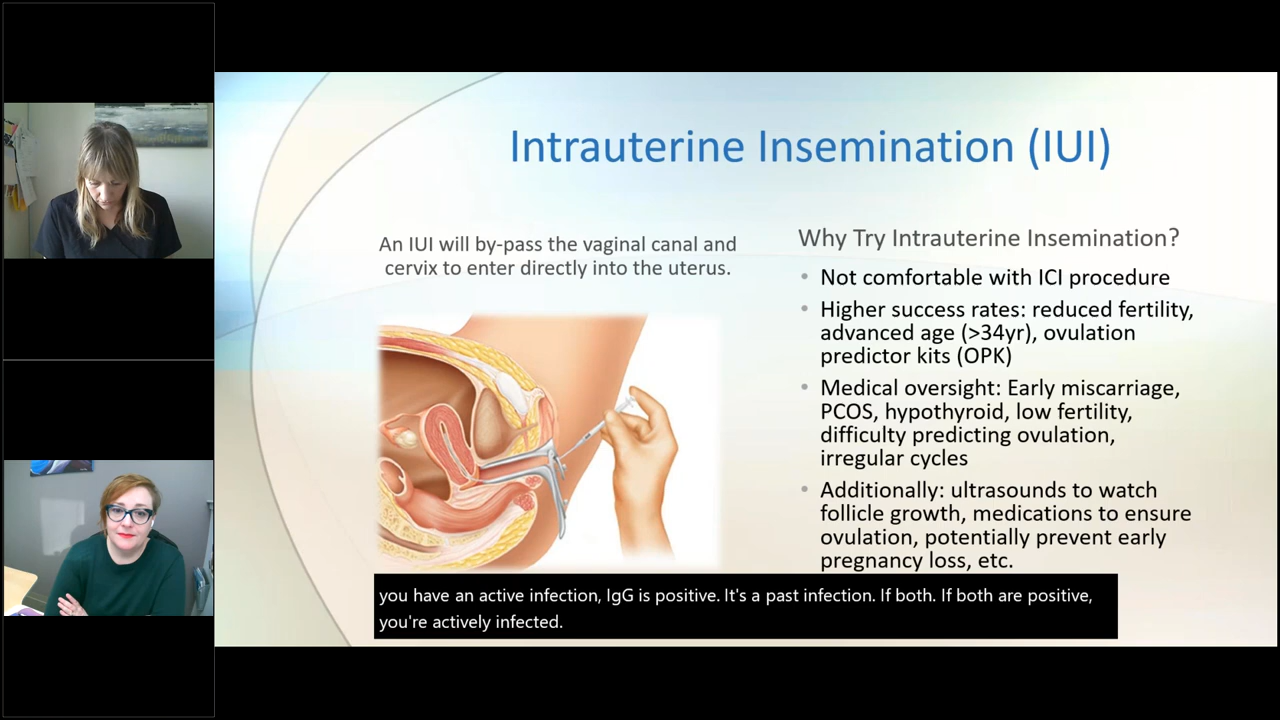 Intrauterine Insemination (IUI)
An IUI will by-pass the vaginal canal and
cervix to enter directly into the uterus.
Why Try Intrauterine Insemination?
• Not comfortable with ICI procedure
• Higher success rates: reduced fertility,
advanced age (>34yr), ovulation
predictor kits (OPK)
• Medical oversight: Early miscarriage,
PCOS, hypothyroid, low fertility,
difficulty predicting ovulation,
irregular cycles
• Additionally: ultrasounds to watch
follicle growth, medications to ensure
ovulation, potentially prevent early
pregnancy loss, etc.
you have an active infection, IgG is positive. It's a past infection. If both. If both are positive,
you're actively infected.